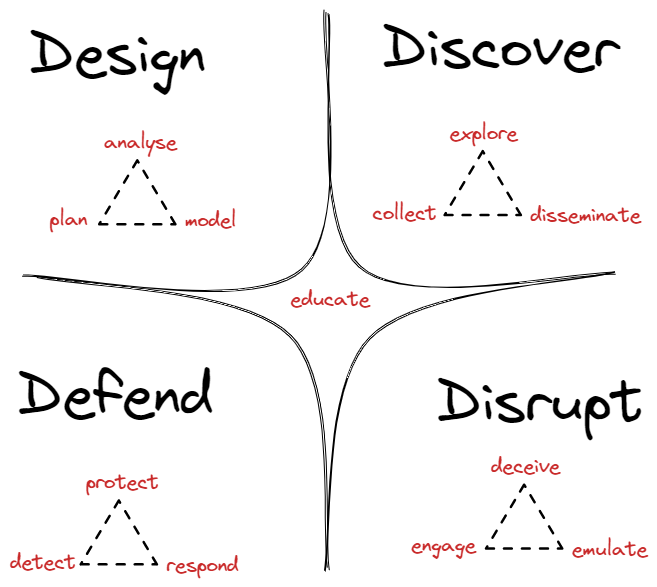 Design
analyse
plan
model
Discover
explore
collect
disseminate
educate
Defend
protect
detect
respond
Disrupt
deceive
engage
emulate